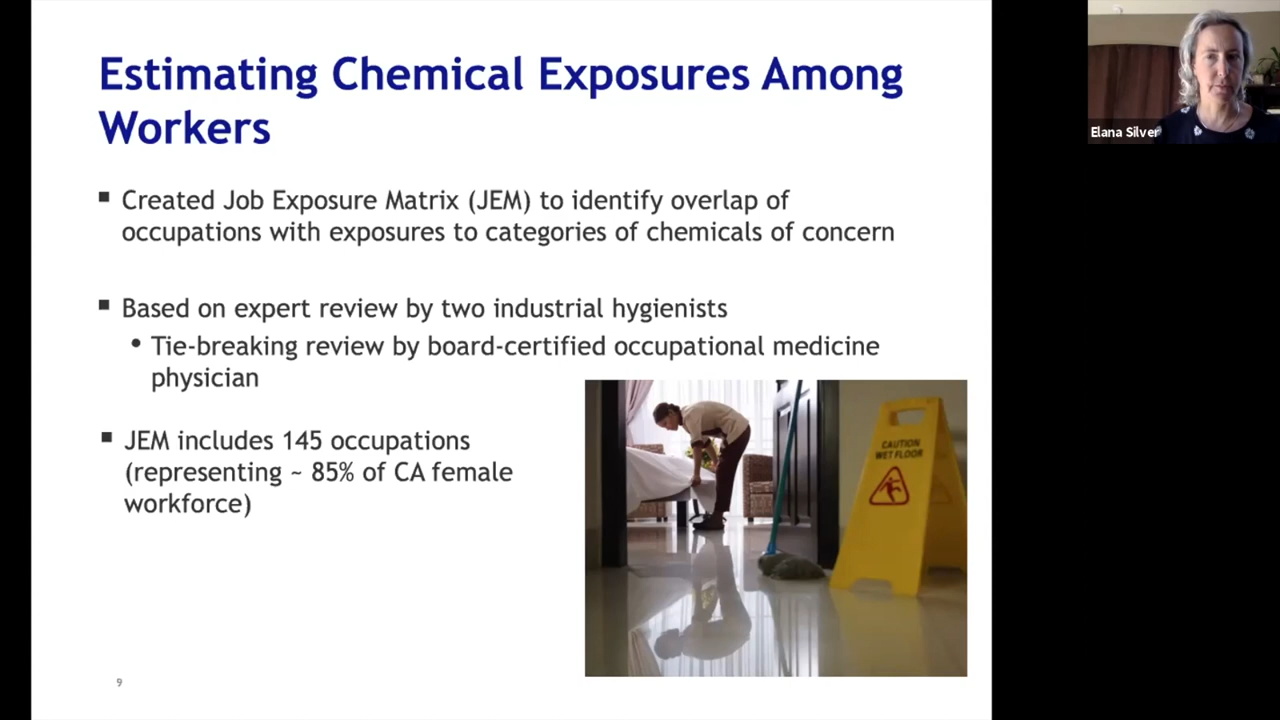 Estimating Chemical Exposures Among
Workers
▪ Created Job Exposure Matrix (JEM) to identify overlap of
occupations with exposures to categories of chemicals of concern
▪ Based on expert review by two industrial hygienists
• Tie-breaking review by board-certified occupational medicine
physician
▪ JEM includes 145 occupations
(representing ~ 85% of CA female
workforce)
CAUTION
WET FLOOR
9
Elana Silver